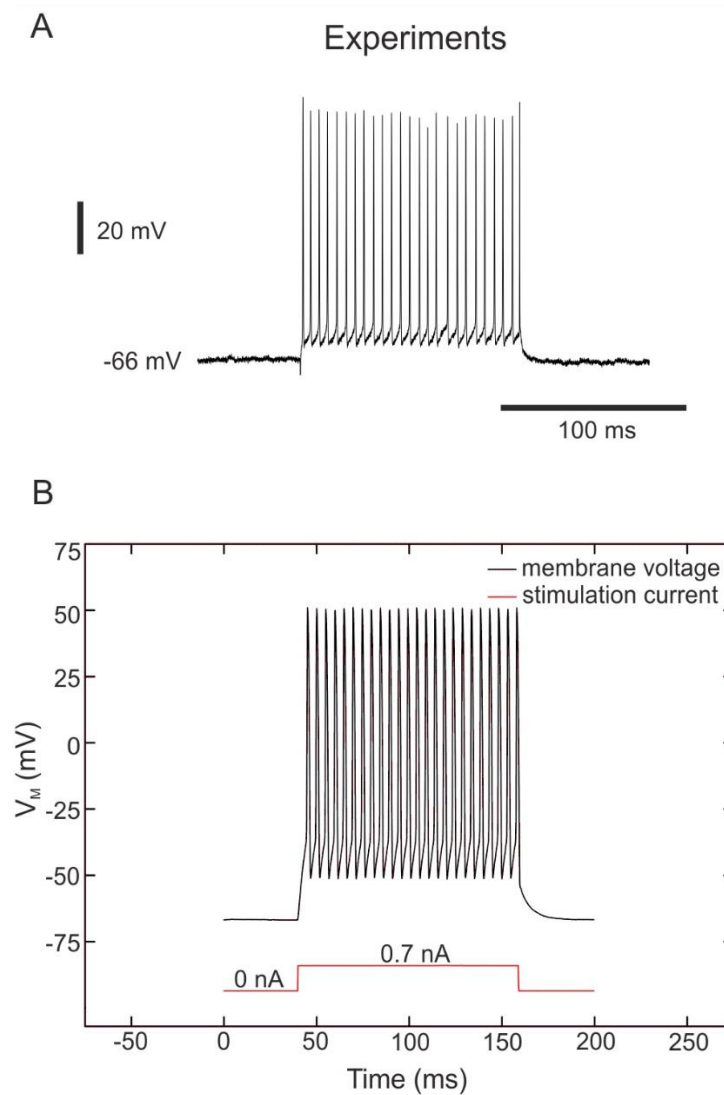 A
Experiments
20 mV
-66 mV
100 ms
B
75
50
25
0
-25
-50
-75
V_M (mV)
membrane voltage
stimulation current
0 nA
0.7 nA
-50
0
50
100
150
200
250
Time (ms)